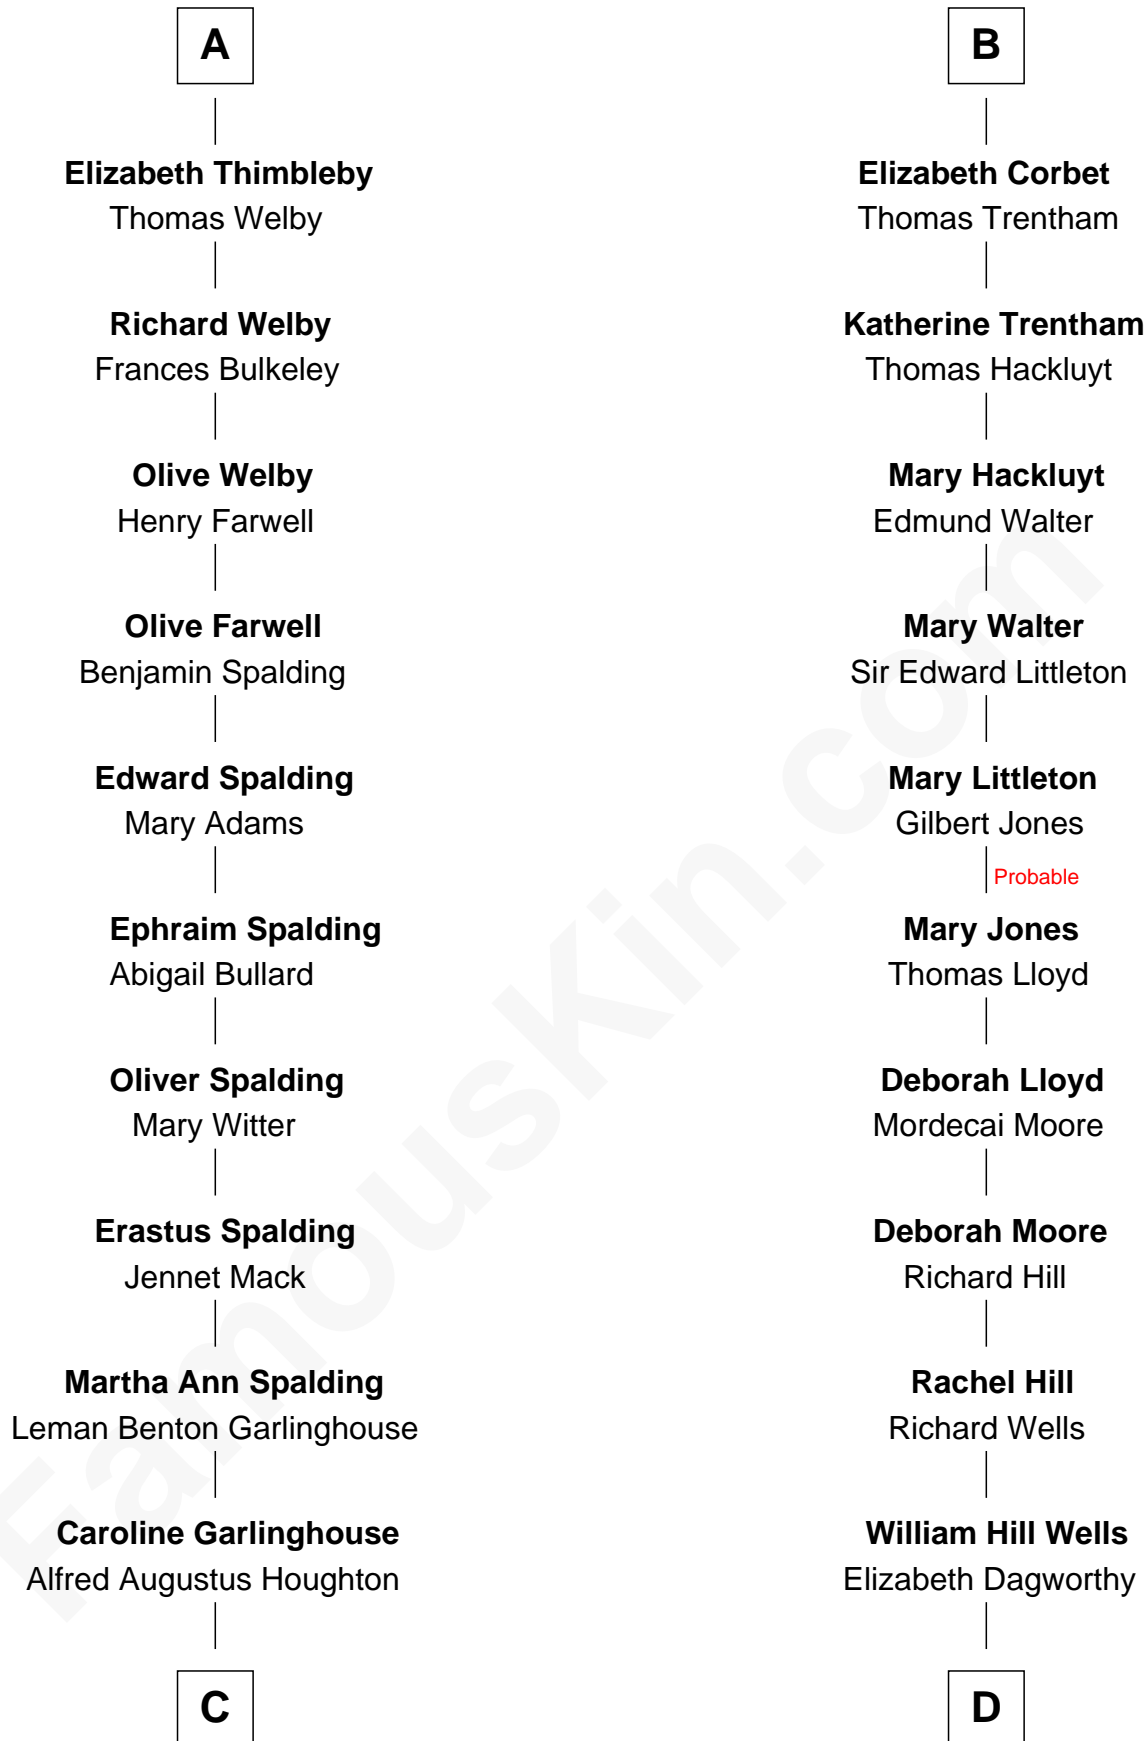 A
Elizabeth Thimbleby
Thomas Welby
Richard Welby
Frances Bulkeley
Olive Welby
Henry Farwell
Olive Farwell
Benjamin Spalding
Edward Spalding
Mary Adams
Ephraim Spalding
Abigail Bullard
Oliver Spalding
Mary Witter
Erastus Spalding
Jennet Mack
Martha Ann Spalding
Leman Benton Garlinghouse
Caroline Garlinghouse
Alfred Augustus Houghton
C
B
Elizabeth Corbet
Thomas Trentham
Katherine Trentham
Thomas Hackluyt
Mary Hackluyt
Edmund Walter
Mary Walter
Sir Edward Littleton
Mary Littleton
Gilbert Jones
Probable
Mary Jones
Thomas Lloyd
Deborah Lloyd
Mordecai Moore
Deborah Moore
Richard Hill
Rachel Hill
Richard Wells
William Hill Wells
Elizabeth Dagworthy
D
FamousKin.com